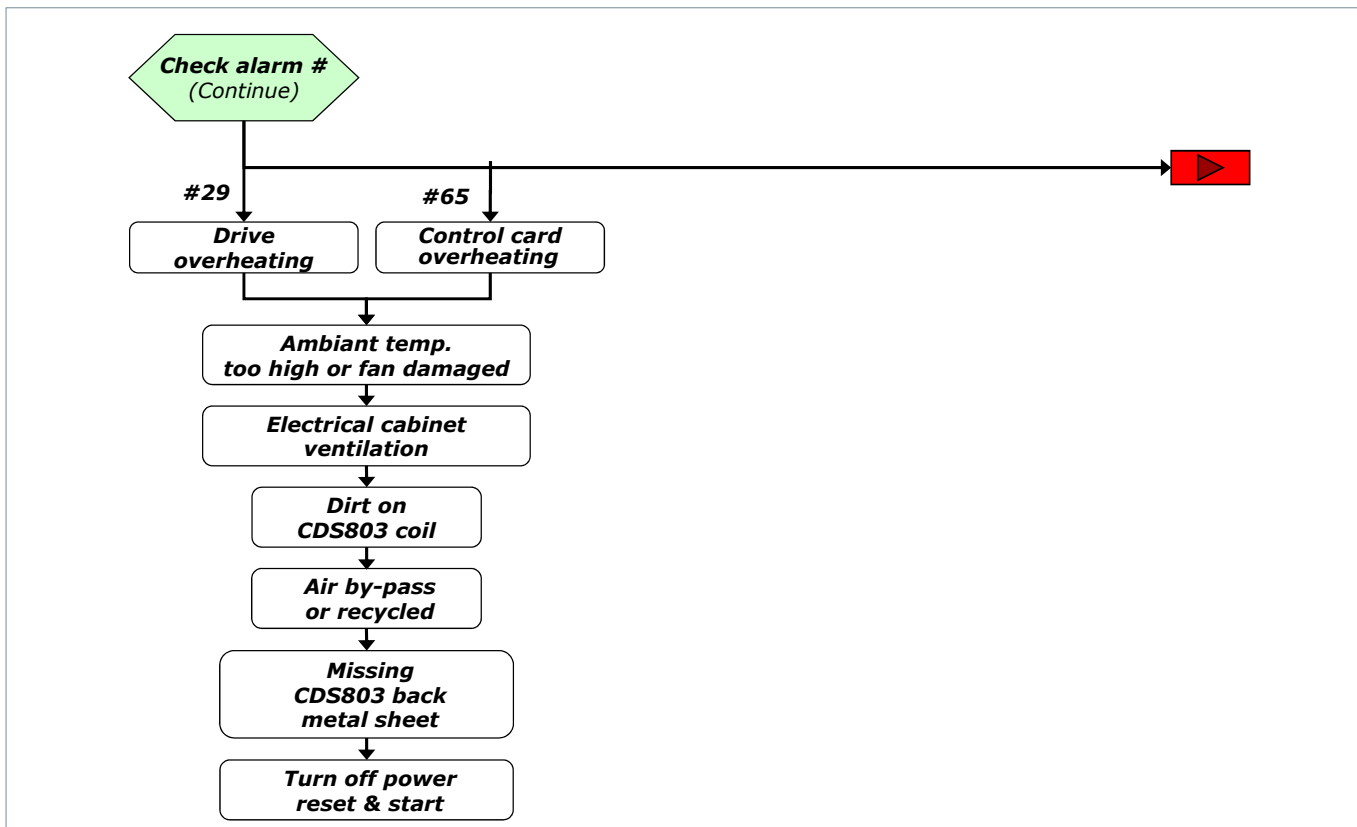 Check alarm #
(Continue)
#29
#65
Drive
overheating
Control card
overheating
Ambiant temp.
too high or fan damaged
Electrical cabinet
ventilation
Dirt on
CDS803 coil
Air by-pass
or recycled
Missing
CDS803 back
metal sheet
Turn off power
reset & start